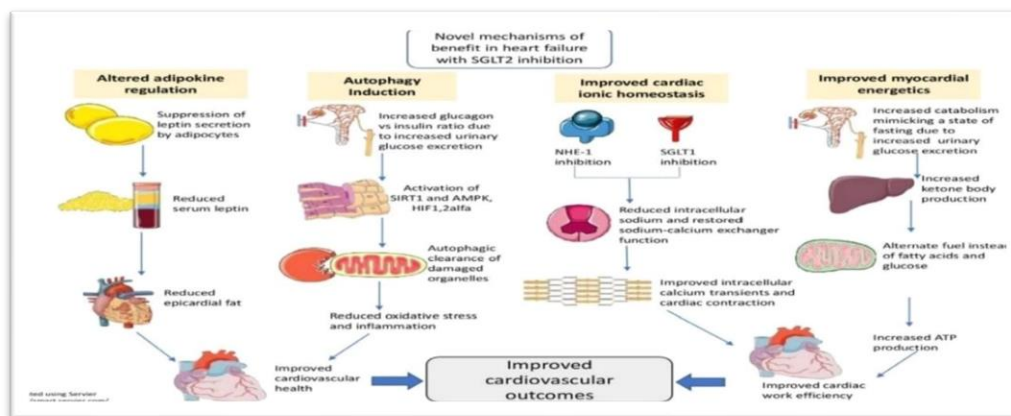 Novel mechanisms of
benefit in heart failure
with SGLT2 inhibition
Altered adipokine
regulation
Suppression of
leptin secretion
by adipocytes
Reduced
serum leptin
Reduced
epicardial fat
Autophagy
Induction
Increased glucagon
vs insulin ratio due
to increased urinary
glucose excretion
Activation of
SIRT1 and AMPK,
HIF1,2alfa
Autophagic
clearance of
damaged
organelles
Reduced oxidative stress
and inflammation
Improved
cardiovascular
health
Improved cardiac
ionic homeostasis
NHE-1
inhibition
SGLT1
inhibition
Reduced intracellular
sodium and restored
sodium-calcium exchanger
function
Improved intracellular
calcium transients and
cardiac contraction
Improved myocardial
energetics
Increased catabolism
mimicking a state of
fasting due to
increased urinary
glucose excretion
Increased
ketone body
production
Alternate fuel instea
of fatty acids and
glucose
Increased ATP
production
Improved cardiac
work efficiency
Improved
cardiovascular
outcomes
ted using Servier